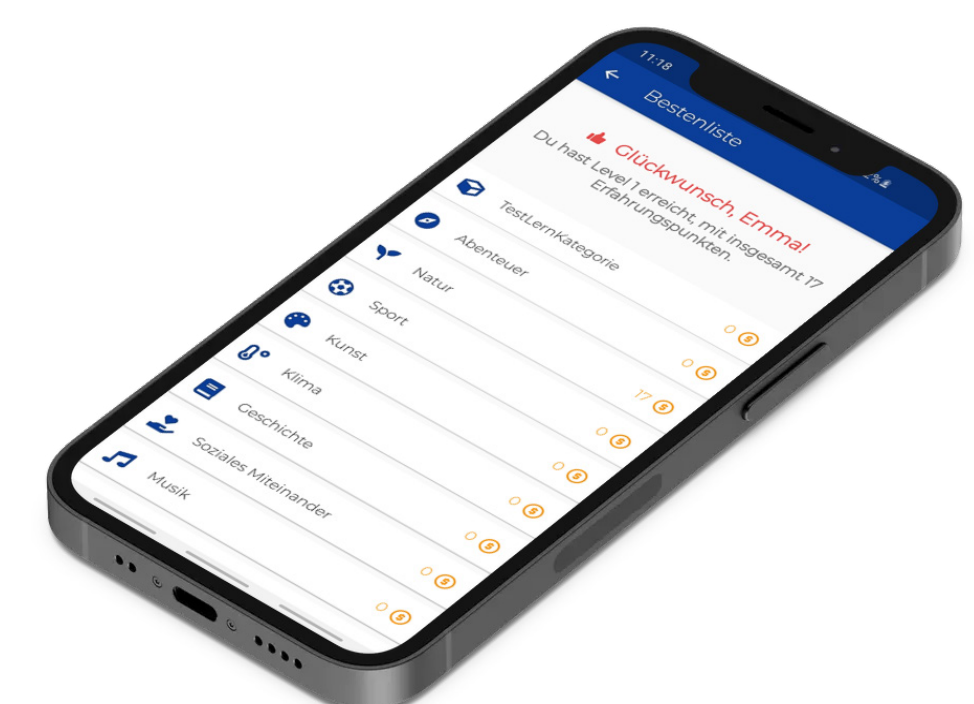 11:18
Bestenliste
Glückwunsch, Emma!
Du hast Level 1 erreicht, mit insgesamt 17
Erfahrungspunkten.
TestLernKategorie 0
Abenteuer 0
Natur 17
Sport 0
Kunst 0
Klima 0
Geschichte 0
Soziales Miteinander 0
Musik 0